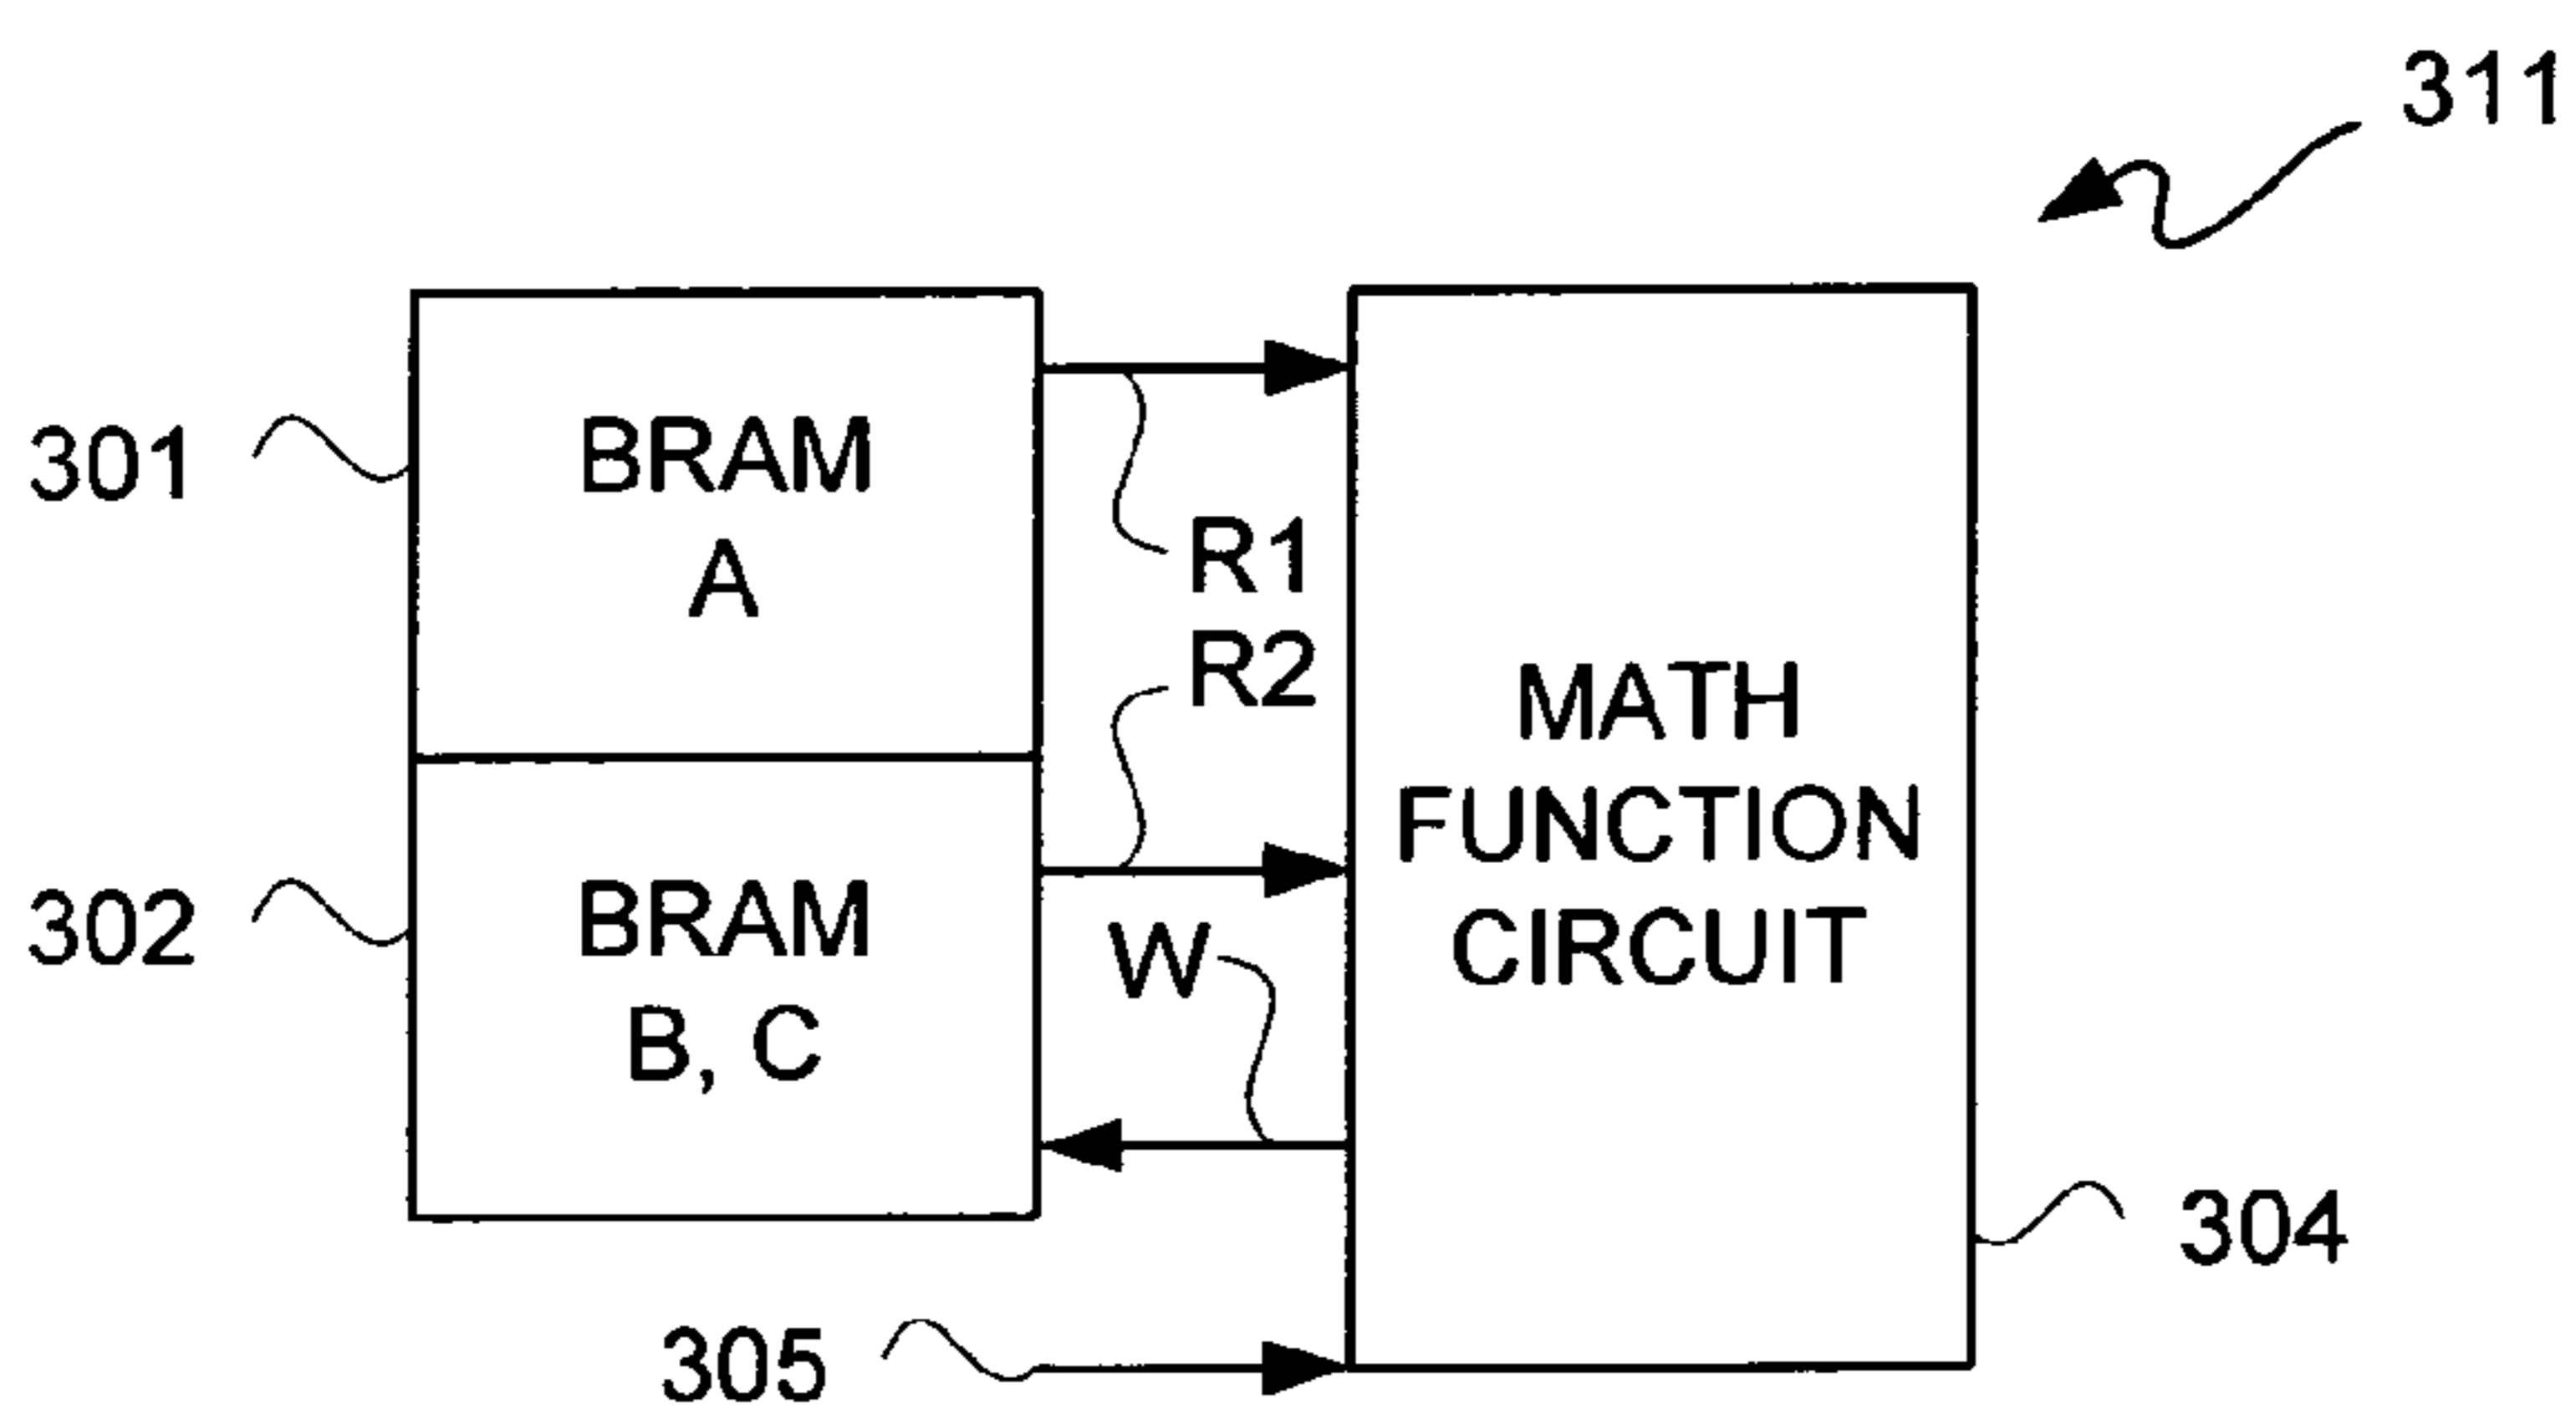 311
301
BRAM
A
R1
R2
MATH
FUNCTION
CIRCUIT
302
BRAM
B, C
W
304
305